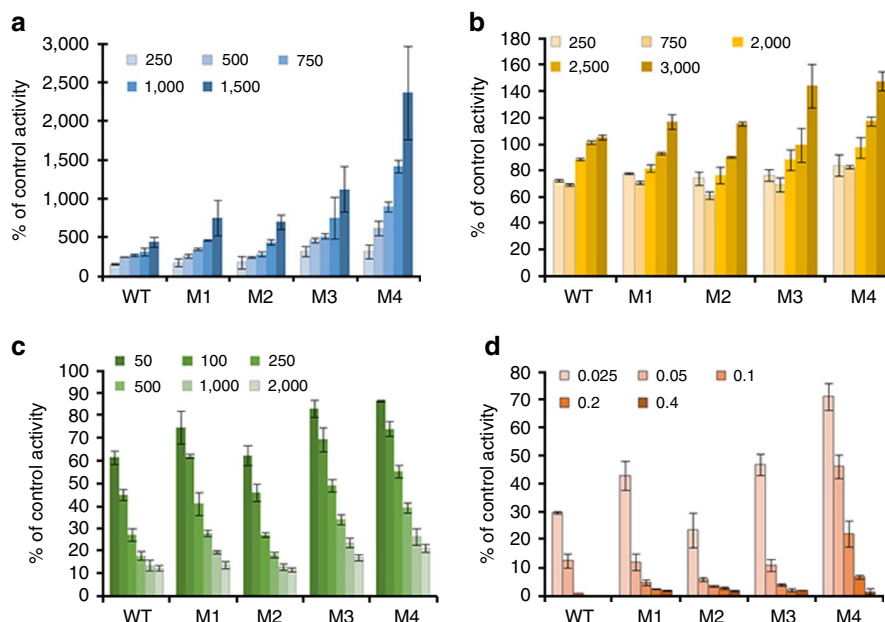 a
3,000
2,500
2,000
1,500
1,000
500
0
% of control activity
250 500 750
1,000 1,500
WT M1 M2 M3 M4
b
180
160
140
120
100
80
60
40
20
0
% of control activity
250 750 2,000
2,500 3,000
WT M1 M2 M3 M4
c
100
90
80
70
60
50
40
30
20
10
0
% of control activity
50 100 250
500 1,000 2,000
WT M1 M2 M3 M4
d
80
70
60
50
40
30
20
10
0
% of control activity
0.025 0.05 0.1
0.2 0.4
WT M1 M2 M3 M4